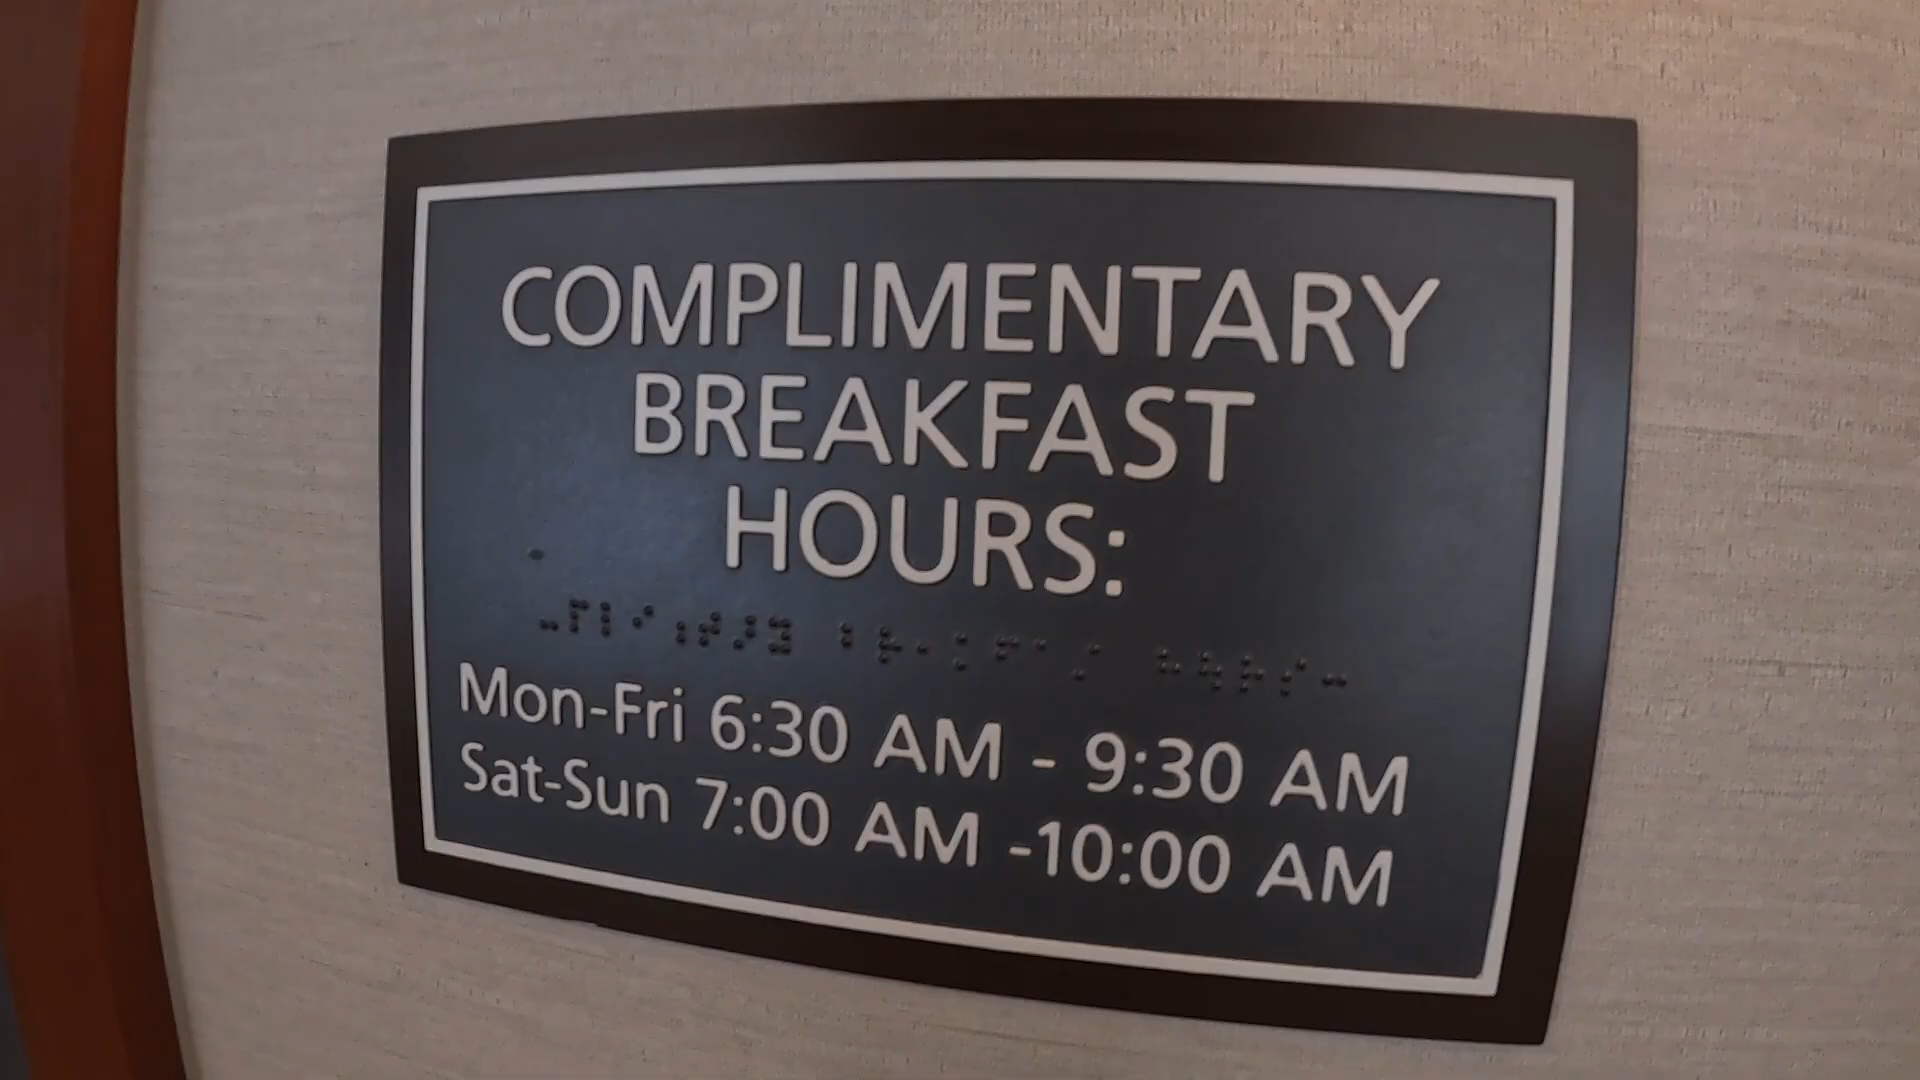 COMPLIMENTARY
BREAKFAST
HOURS:
Mon-Fri 6:30 AM - 9:30 AM
Sat-Sun 7:00 AM -10:00 AM